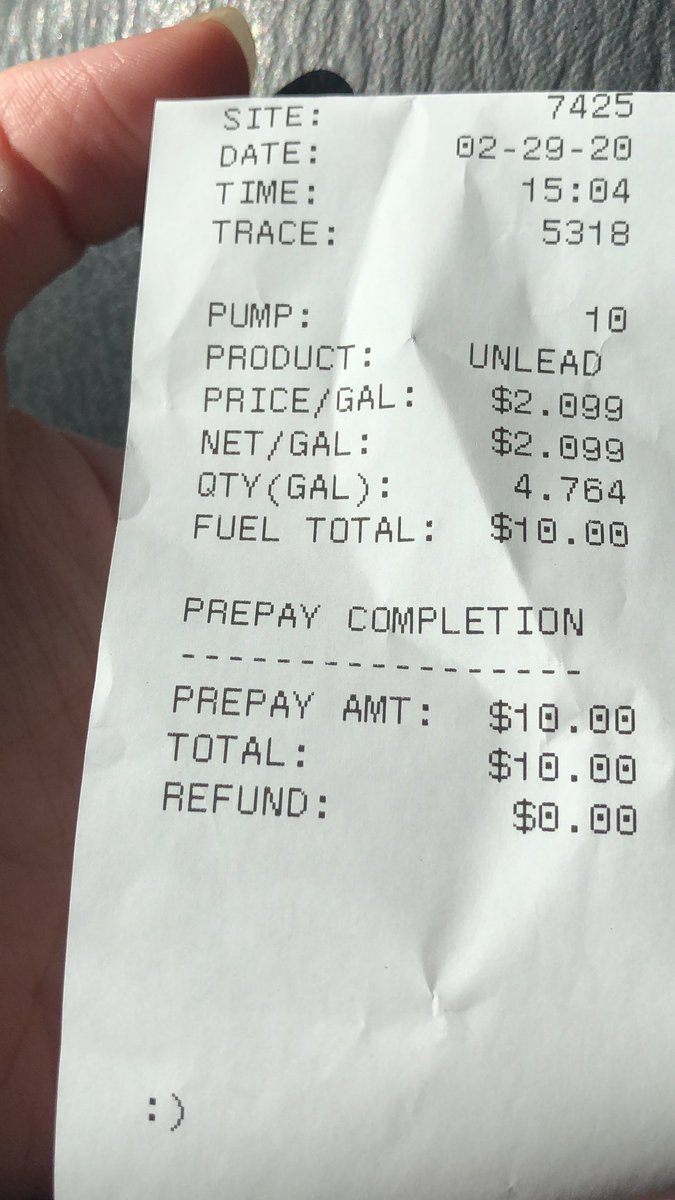 SITE: 7425
DATE: 02-29-20
TIME: 15:04
TRACE: 5318
PUMP: 10
PRODUCT: UNLEAD
PRICE/GAL: $2.099
NET/GAL: $2.099
QTY(GAL): 4.764
FUEL TOTAL: $10.00
PREPAY COMPLETION
-----------------
PREPAY AMT: $10.00
TOTAL: $10.00
REFUND: $0.00
:)